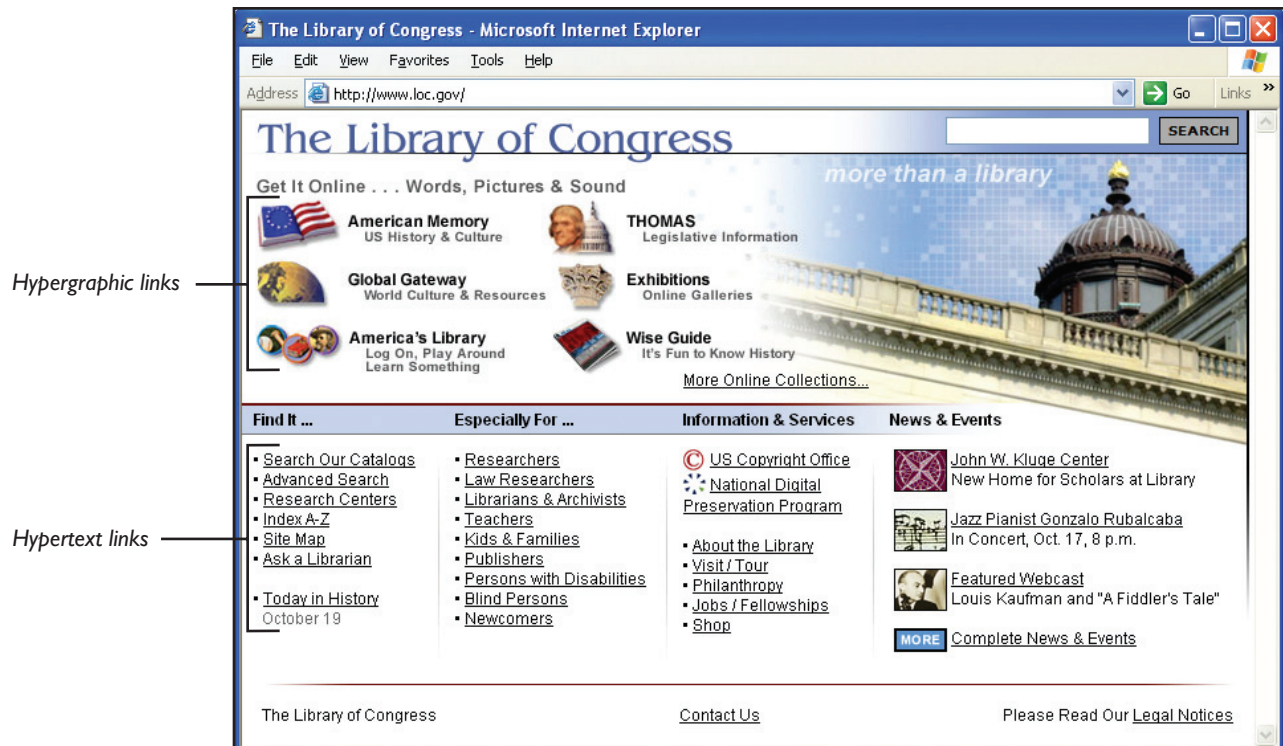 The Library of Congress - Microsoft Internet Explorer
File Edit View Favorites Tools Help
Address http://www.loc.gov/ Go Links »
The Library of Congress
SEARCH
more than a library
Get It Online . . . Words, Pictures & Sound
Hypergraphic links
American Memory
US History & Culture
THOMAS
Legislative Information
Global Gateway
World Culture & Resources
Exhibitions
Online Galleries
America's Library
Log On, Play Around
Learn Something
Wise Guide
It's Fun to Know History
More Online Collections...
Hypertext links
Find It ...
▪ Search Our Catalogs
▪ Advanced Search
▪ Research Centers
▪ Index A-Z
▪ Site Map
▪ Ask a Librarian
▪ Today in History
October 19
Especially For ...
▪ Researchers
▪ Law Researchers
▪ Librarians & Archivists
▪ Teachers
▪ Kids & Families
▪ Publishers
▪ Persons with Disabilities
▪ Blind Persons
▪ Newcomers
Information & Services
© US Copyright Office
National Digital
Preservation Program
▪ About the Library
▪ Visit / Tour
▪ Philanthropy
▪ Jobs / Fellowships
▪ Shop
News & Events
John W. Kluge Center
New Home for Scholars at Library
Jazz Pianist Gonzalo Rubalcaba
In Concert, Oct. 17, 8 p.m.
Featured Webcast
Louis Kaufman and "A Fiddler's Tale"
MORE Complete News & Events
The Library of Congress
Contact Us
Please Read Our Legal Notices